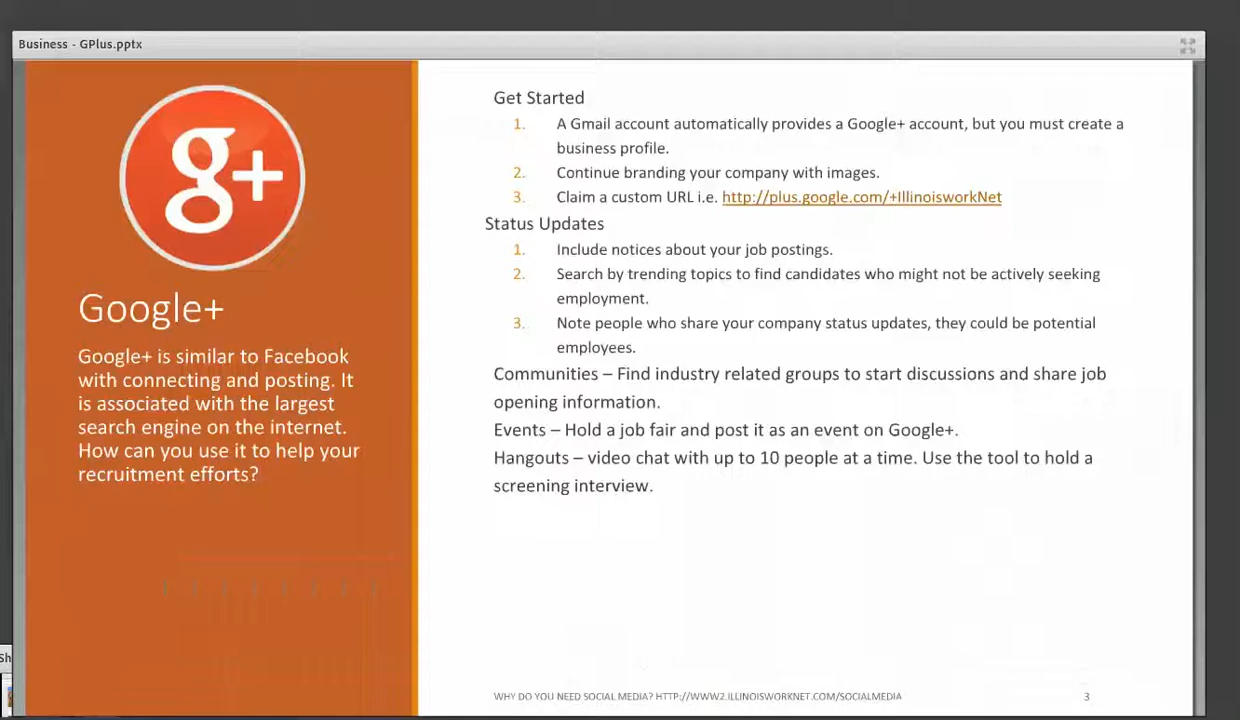 Business - GPlus.pptx
g+
Google+
Google+ is similar to Facebook
with connecting and posting. It
is associated with the largest
search engine on the internet.
How can you use it to help your
recruitment efforts?
Get Started
1. A Gmail account automatically provides a Google+ account, but you must create a
business profile.
2. Continue branding your company with images.
3. Claim a custom URL i.e. http://plus.google.com/+IllinoisworkNet
Status Updates
1. Include notices about your job postings.
2. Search by trending topics to find candidates who might not be actively seeking
employment.
3. Note people who share your company status updates, they could be potential
employees.
Communities – Find industry related groups to start discussions and share job
opening information.
Events – Hold a job fair and post it as an event on Google+.
Hangouts – video chat with up to 10 people at a time. Use the tool to hold a
screening interview.
WHY DO YOU NEED SOCIAL MEDIA? HTTP://WWW2.ILLINOISWORKNET.COM/SOCIALMEDIA 3
Sh